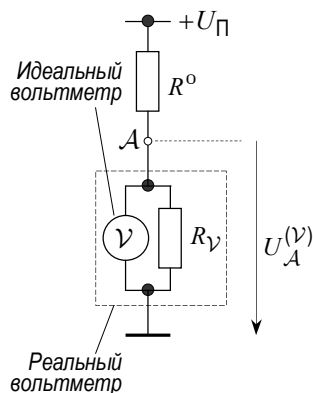 +U_П
Идеальный
вольтметр
R°
𝒜
𝒱
R_𝒱
U_𝒜^(𝒱)
Реальный
вольтметр